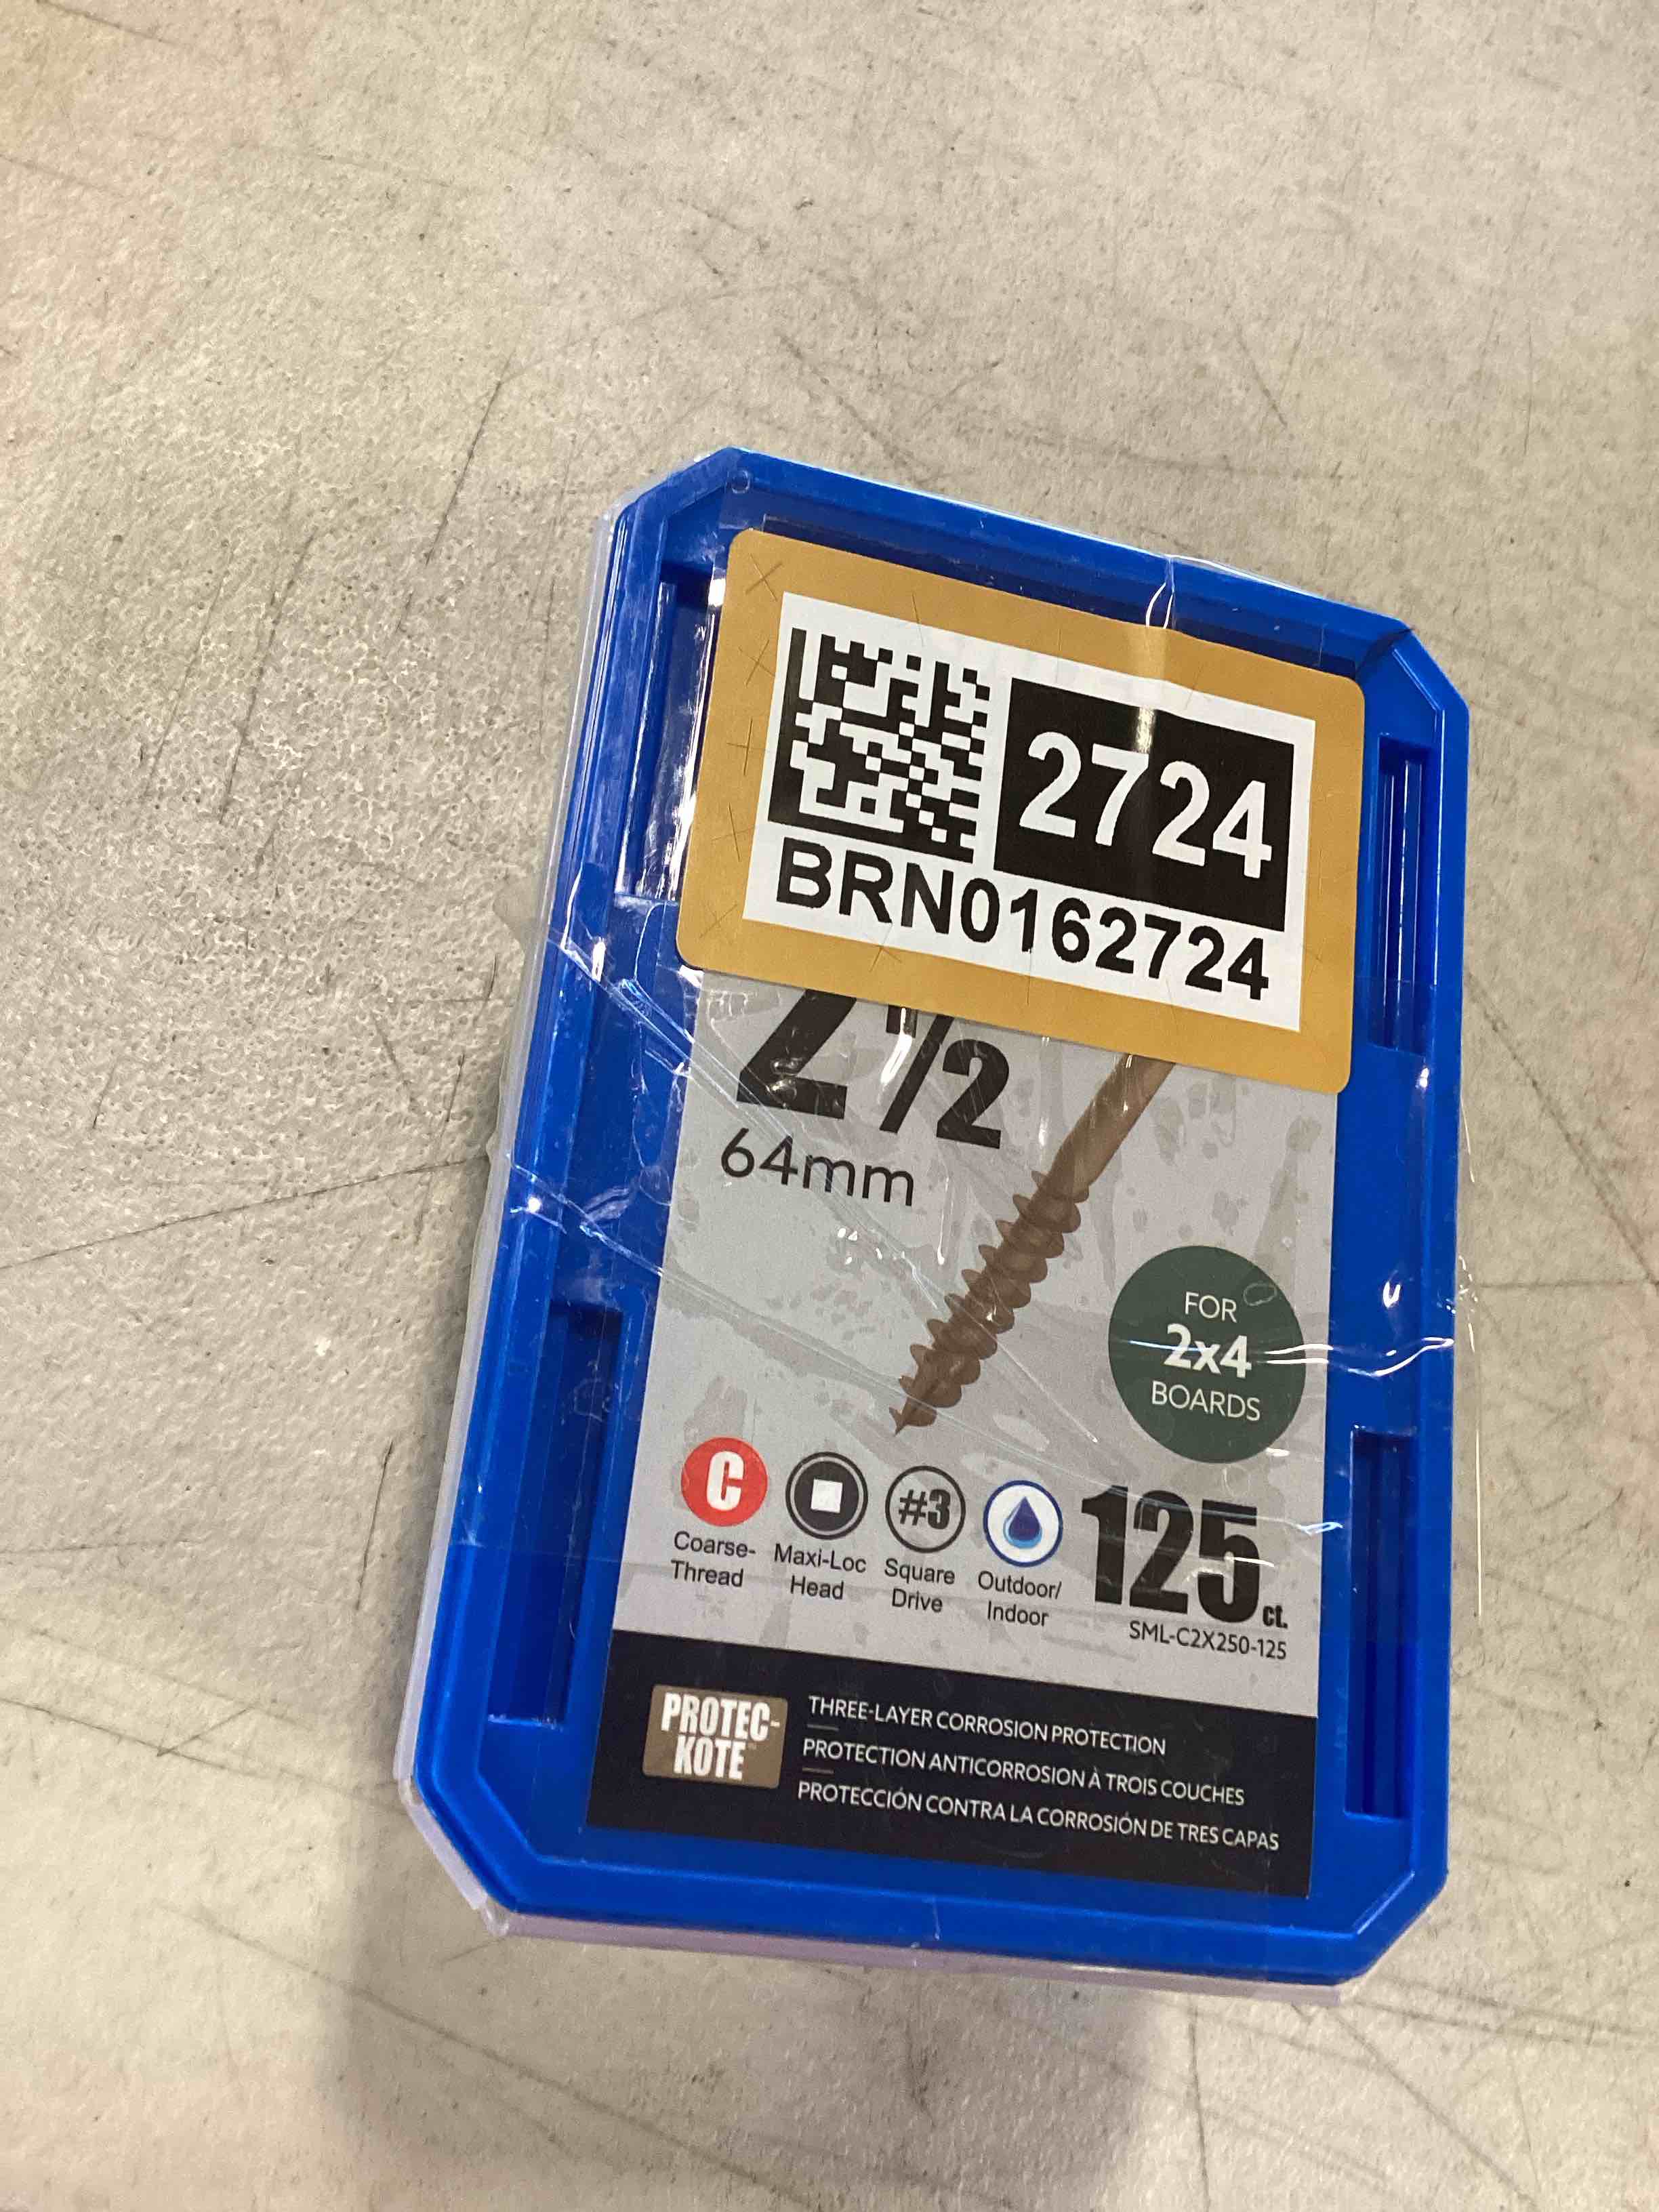 2724
BRN0162724
2 1/2
64mm
FOR
2x4
BOARDS
C
#3
Coarse-
Thread
Maxi-Loc
Head
Square
Drive
Outdoor/
Indoor
125 ct.
SML-C2X250-125
PROTEC-
KOTE
THREE-LAYER CORROSION PROTECTION
PROTECTION ANTICORROSION À TROIS COUCHES
PROTECCIÓN CONTRA LA CORROSIÓN DE TRES CAPAS